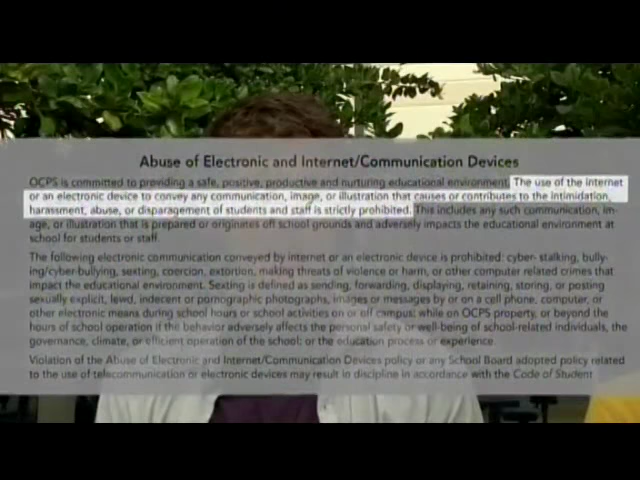 Abuse of Electronic and Internet/Communication Devices
OCPS is committed to providing a safe, positive, productive and nurturing educational environment. The use of the internet
or an electronic device to convey any communication, image, or illustration that causes or contributes to the intimidation,
harassment, abuse, or disparagement of students and staff is strictly prohibited. This includes any such communication, im-
age, or illustration that is prepared or originates off school grounds and adversely impacts the educational environment at
school for students or staff.
The following electronic communication conveyed by internet or an electronic device is prohibited: cyber- stalking, bully-
ing/cyber-bullying, sexting, coercion, extortion, making threats of violence or harm, or other computer related crimes that
impact the educational environment. Sexting is defined as sending, forwarding, displaying, retaining, storing, or posting
sexually explicit, lewd, indecent or pornographic photographs, images or messages by or on a cell phone, computer, or
other electronic means during school hours or school activities on or off campus; while on OCPS property, or beyond the
hours of school operation if the behavior adversely affects the personal safety or well-being of school-related individuals, the
governance, climate, or efficient operation of the school; or the education process or experience.
Violation of the Abuse of Electronic and Internet/Communication Devices policy or any School Board adopted policy related
to the use of telecommunication or electronic devices may result in discipline in accordance with the Code of Student